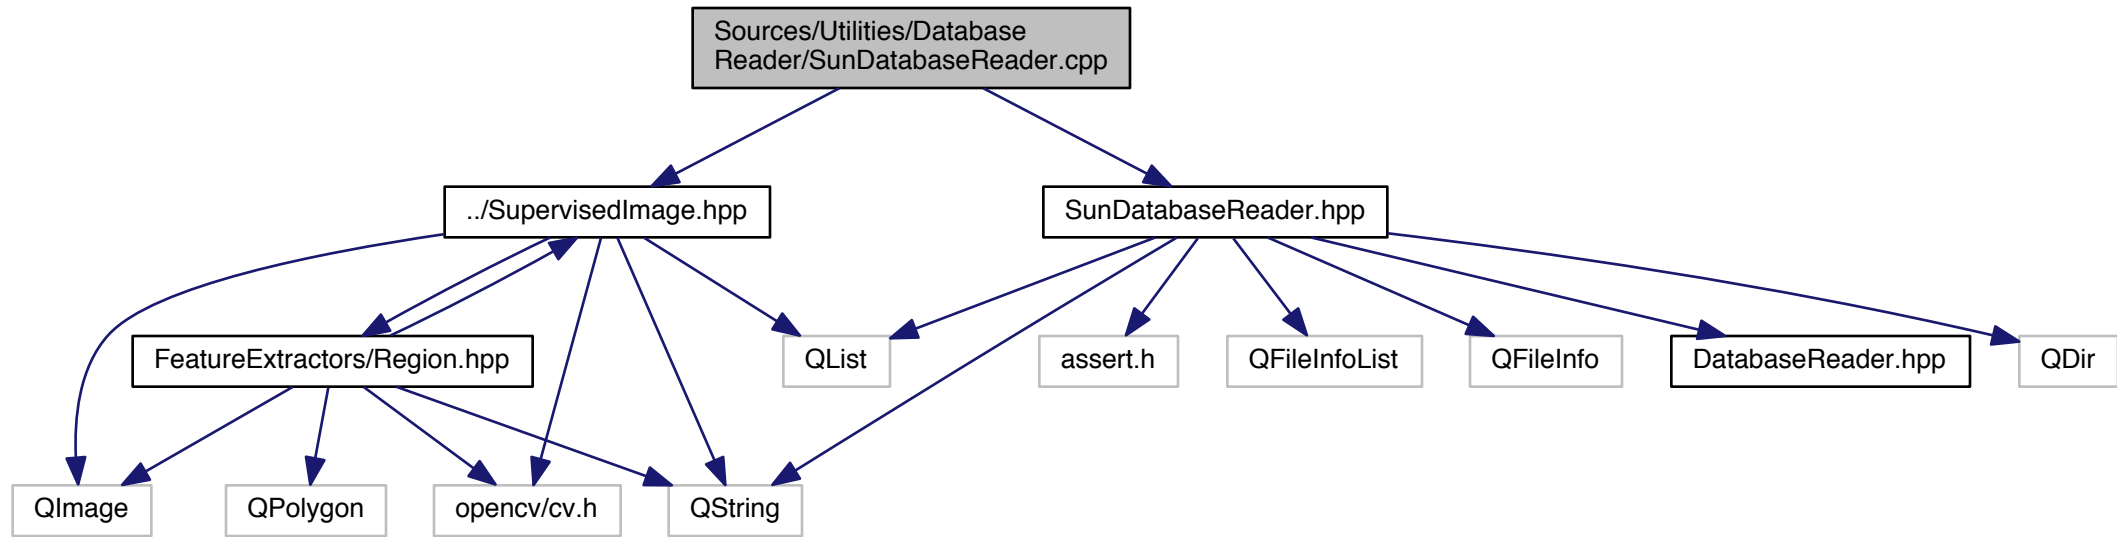 Sources/Utilities/Database
Reader/SunDatabaseReader.cpp
../SupervisedImage.hpp
SunDatabaseReader.hpp
FeatureExtractors/Region.hpp
QList
assert.h
QFileInfoList
QFileInfo
DatabaseReader.hpp
QDir
QImage
QPolygon
opencv/cv.h
QString